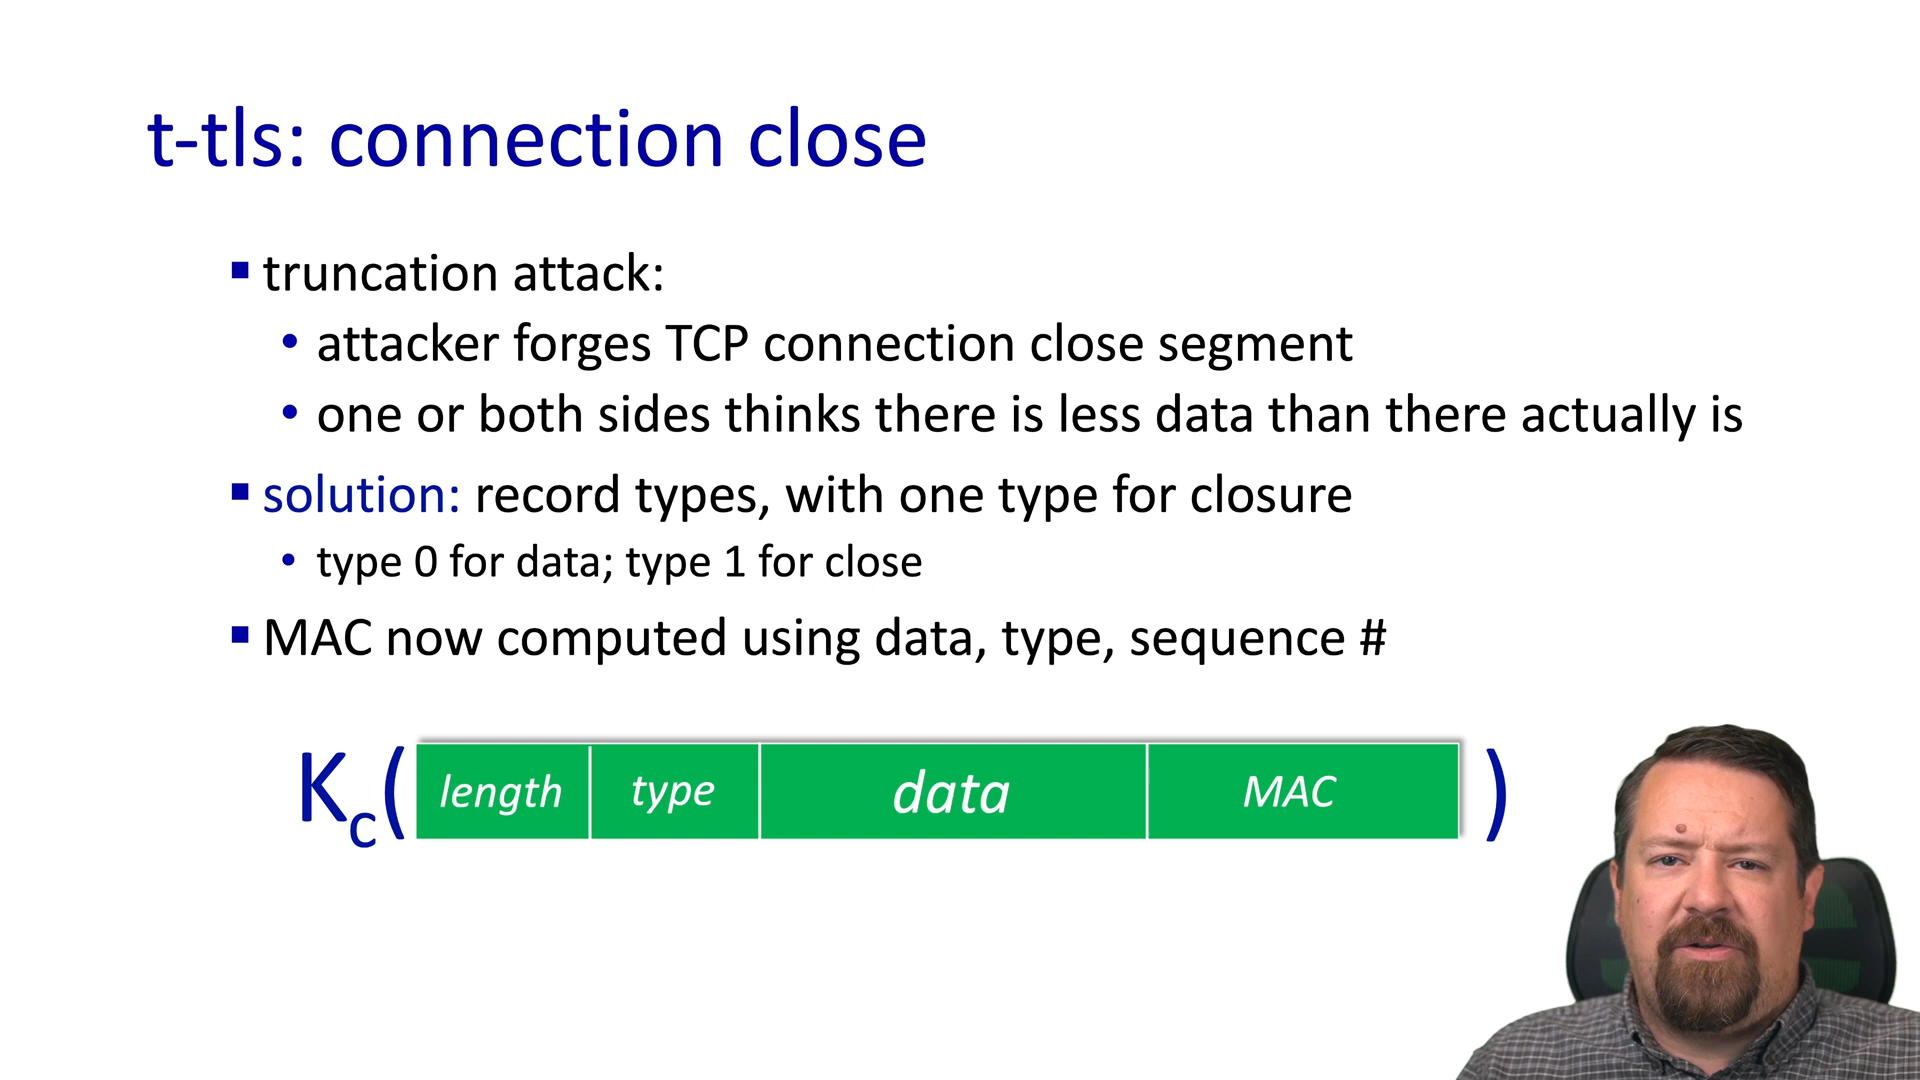 t-tls: connection close
truncation attack:
attacker forges TCP connection close segment
one or both sides thinks there is less data than there actually is
solution: record types, with one type for closure
type 0 for data; type 1 for close
MAC now computed using data, type, sequence #
Kc( length type data MAC )